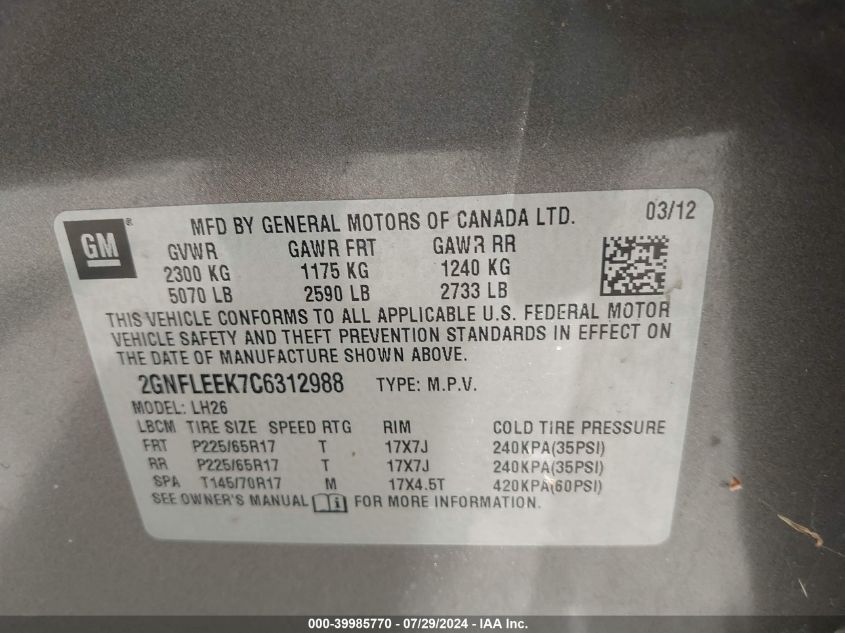 GM ®
MFD BY GENERAL MOTORS OF CANADA LTD. 03/12
GVWR GAWR FRT GAWR RR
2300 KG 1175 KG 1240 KG
5070 LB 2590 LB 2733 LB
THIS VEHICLE CONFORMS TO ALL APPLICABLE U.S. FEDERAL MOTOR
VEHICLE SAFETY AND THEFT PREVENTION STANDARDS IN EFFECT ON
THE DATE OF MANUFACTURE SHOWN ABOVE.
2GNFLEEK7C6312988 TYPE: M.P.V.
MODEL: LH26
LBCM TIRE SIZE SPEED RTG RIM COLD TIRE PRESSURE
FRT P225/65R17 T 17X7J 240KPA(35PSI)
RR P225/65R17 T 17X7J 240KPA(35PSI)
SPA T145/70R17 M 17X4.5T 420KPA(60PSI)
SEE OWNER'S MANUAL FOR MORE INFORMATION.
000-39985770 - 07/29/2024 - IAA Inc.